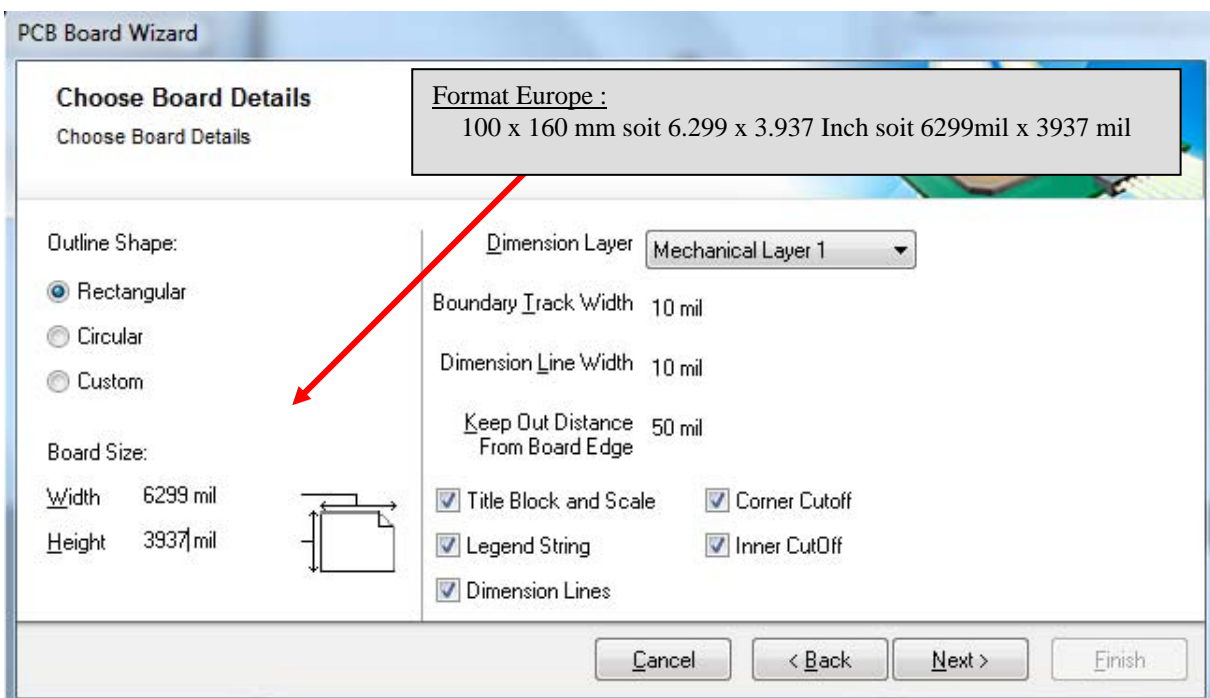 PCB Board Wizard
Choose Board Details
Choose Board Details
Format Europe :
100 x 160 mm soit 6.299 x 3.937 Inch soit 6299mil x 3937 mil
Outline Shape:
Rectangular
Circular
Custom
Board Size:
Width 6299 mil
Height 3937 mil
Dimension Layer Mechanical Layer 1
Boundary Track Width 10 mil
Dimension Line Width 10 mil
Keep Out Distance 50 mil
From Board Edge
Title Block and Scale Corner Cutoff
Legend String Inner CutOff
Dimension Lines
Cancel < Back Next > Finish